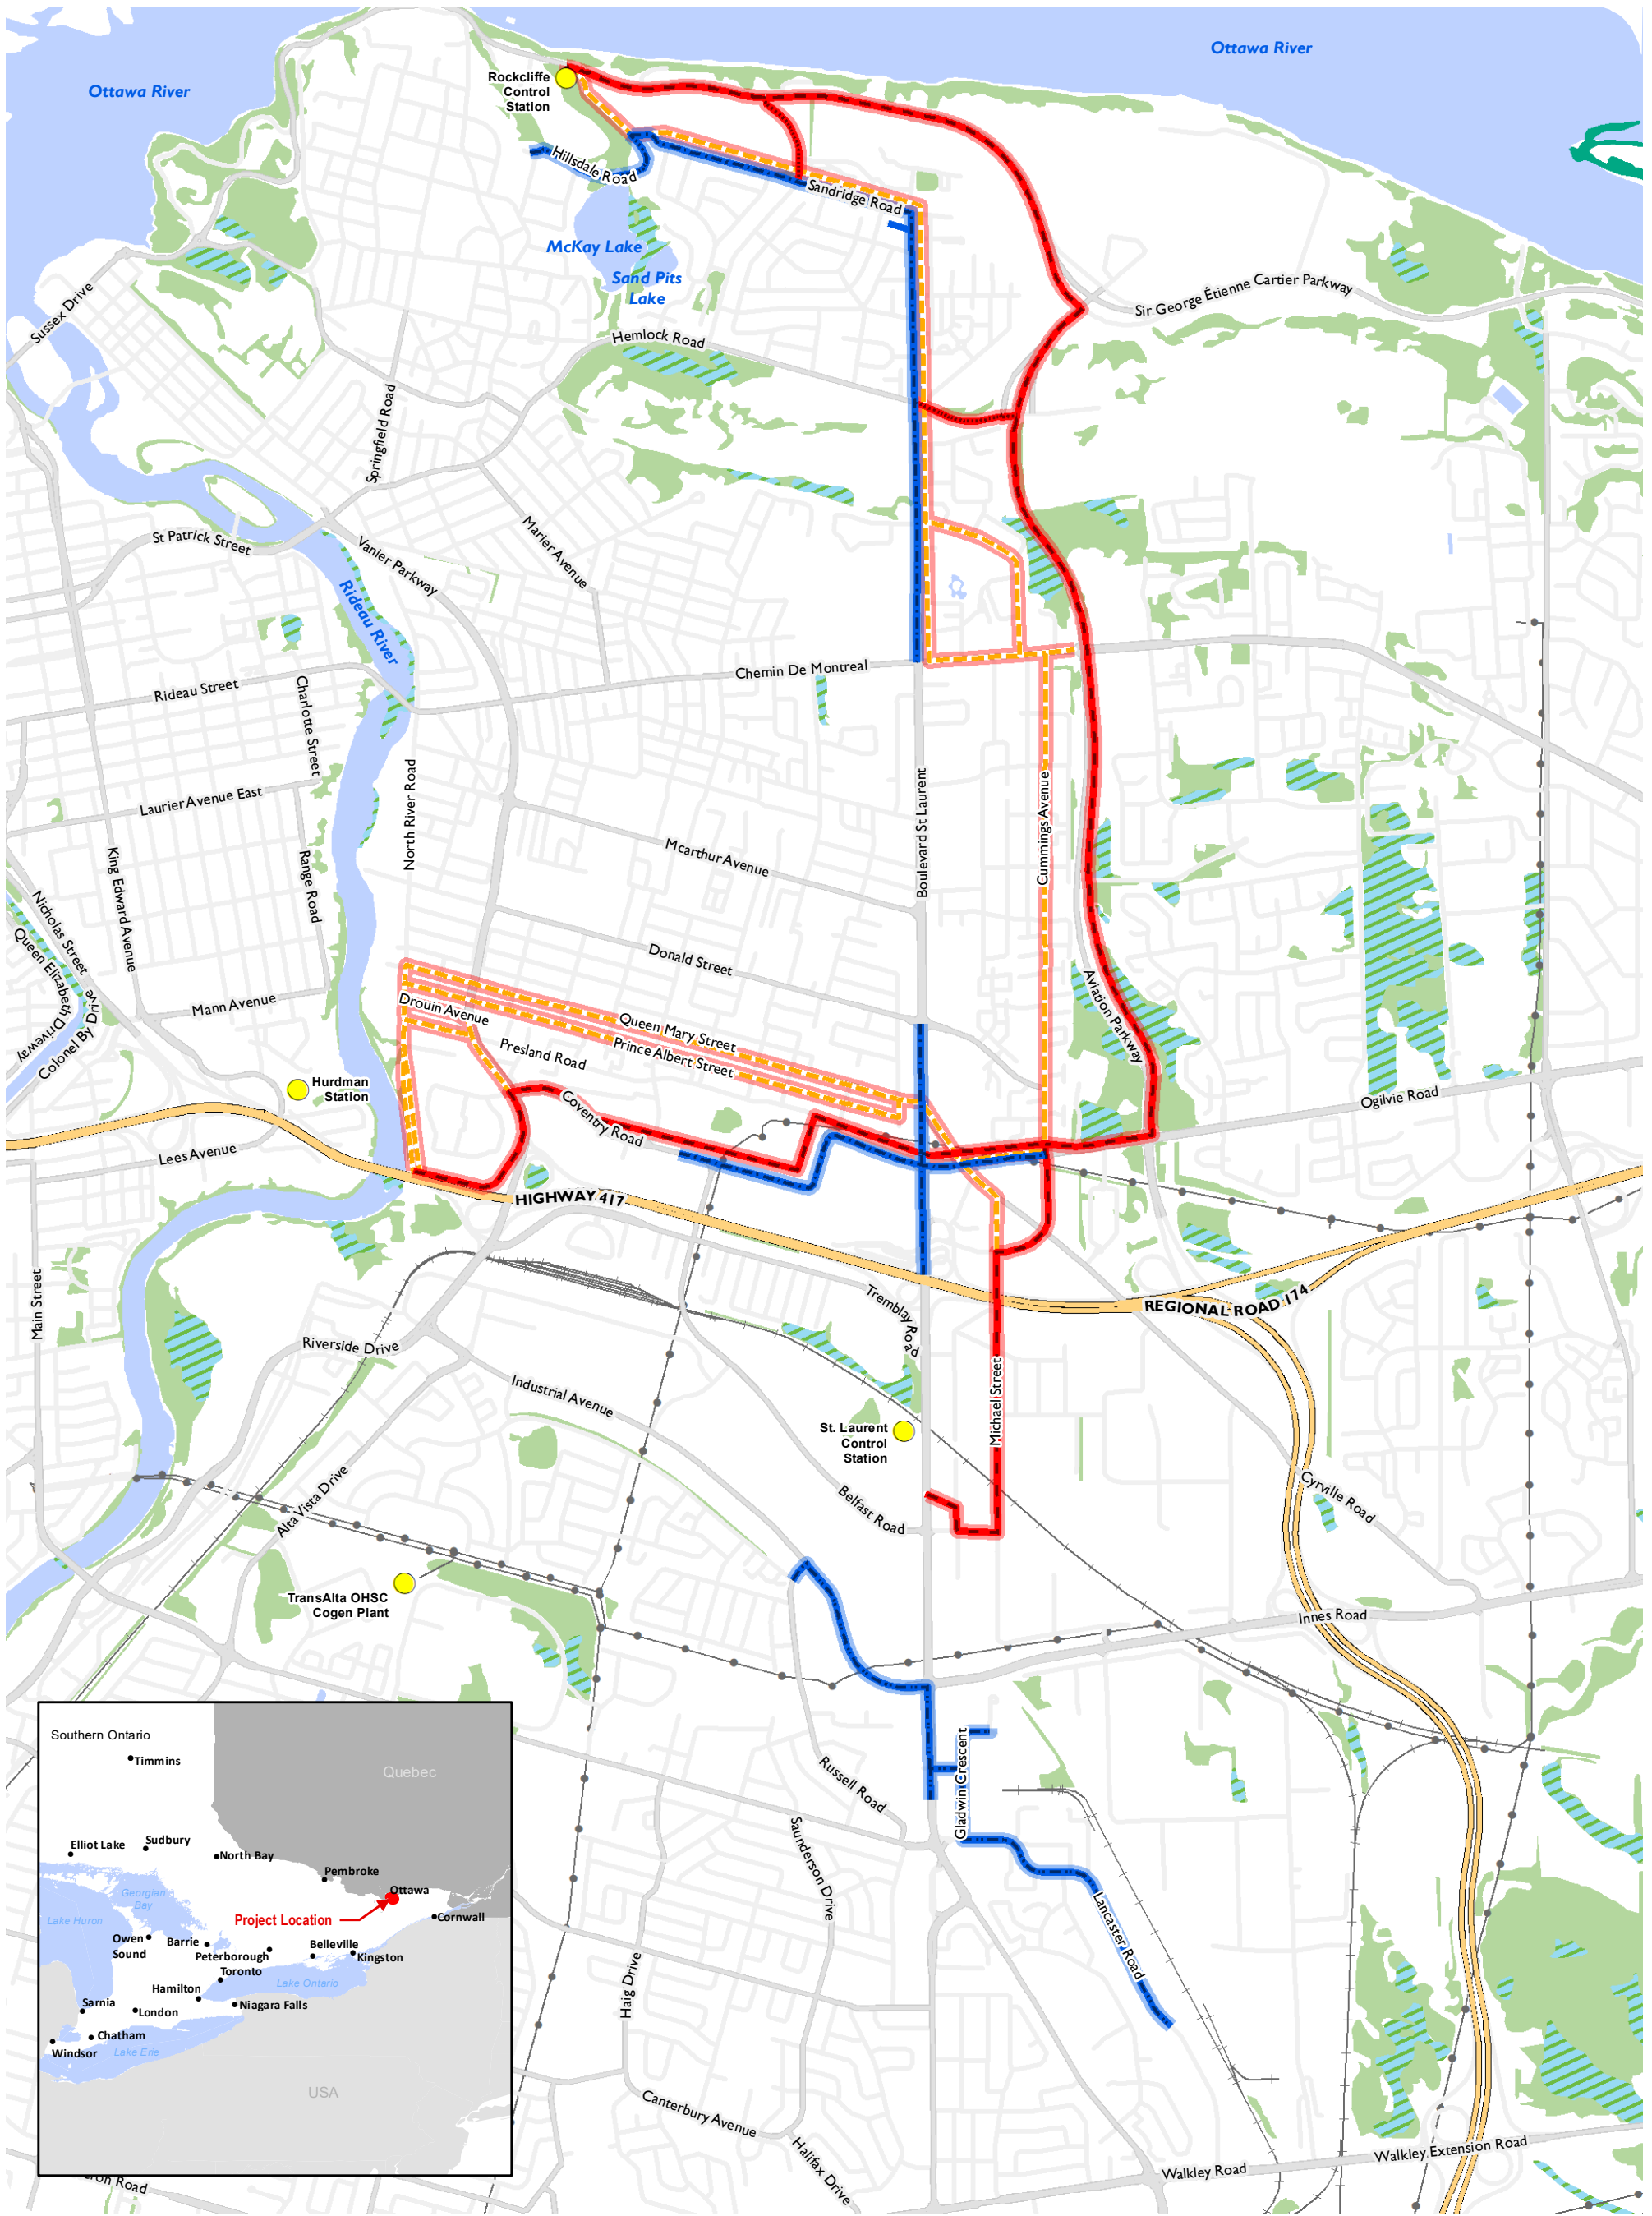 Ottawa River
Ottawa River
Rockcliffe
Control
Station
Hillsdale Road
Sandridge Road
McKay Lake
Sand Pits
Lake
Sussex Drive
Sir George Étienne Cartier Parkway
Hemlock Road
Springfield Road
St Patrick Street
Vanier Parkway
Marier Avenue
Rideau River
Chemin De Montreal
Rideau Street
Charlotte Street
Laurier Avenue East
North River Road
Boulevard St Laurent
Cummings Avenue
Mcarthur Avenue
King Edward Avenue
Range Road
Nicholas Street
Queen Elizabeth Driveway
Colonel By Drive
Mann Avenue
Donald Street
Aviation Parkway
Drouin Avenue
Queen Mary Street
Prince Albert Street
Presland Road
Hurdman
Station
Coventry Road
Ogilvie Road
Lees Avenue
HIGHWAY 417
REGIONAL ROAD 174
Main Street
Tremblay Road
Riverside Drive
Industrial Avenue
Michael Street
St. Laurent
Control
Station
Belfast Road
Cyrville Road
Alta Vista Drive
TransAlta OHSC
Cogen Plant
Innes Road
Gladwin Crescent
Russell Road
Saunderson Drive
Lancaster Road
Haig Drive
Canterbury Avenue
Halifax Drive
Walkley Road
Walkley Extension Road
eron Road
Southern Ontario
Timmins
Quebec
Elliot Lake
Sudbury
North Bay
Pembroke
Ottawa
Georgian
Bay
Lake Huron
Project Location
Cornwall
Owen
Sound
Barrie
Peterborough
Belleville
Kingston
Toronto
Hamilton
Lake Ontario
Sarnia
London
Niagara Falls
Chatham
Windsor
Lake Erie
USA